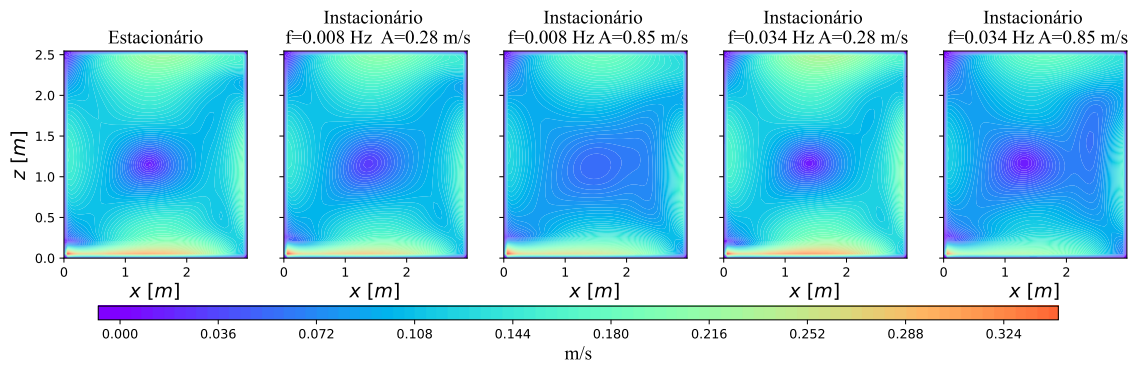 Estacionário
Instacionário
f=0.008 Hz  A=0.28 m/s
Instacionário
f=0.008 Hz A=0.85 m/s
Instacionário
f=0.034 Hz A=0.28 m/s
Instacionário
f=0.034 Hz A=0.85 m/s
z [m]
2.5
2.0
1.5
1.0
0.5
0.0
0 1 2
0 1 2
0 1 2
0 1 2
0 1 2
x [m]
x [m]
x [m]
x [m]
x [m]
0.000 0.036 0.072 0.108 0.144 0.180 0.216 0.252 0.288 0.324
m/s